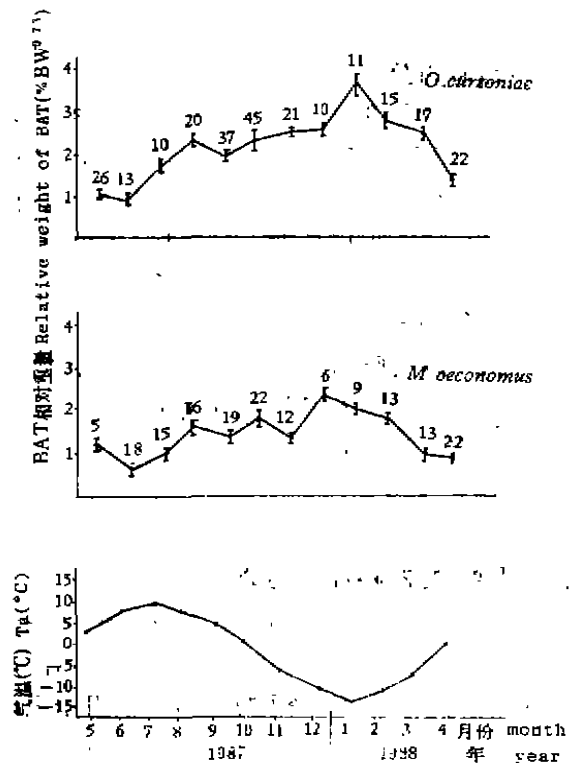 BAT相对重量 Relative weight of BAT(%BW^0.73)
4
3
2
1
26 13 10 20 37 45 21 10 11 15 17 22
O.curtoniae
4
3
2
1
5 18 15 16 19 22 12 6 9 13 13 22
M oeconomus
气温(℃) Ta(°C)
15
10
5
0
-10
-15
5 6 7 8 9 10 11 12 1 2 3 4 月份 month
1987 1988 年 year